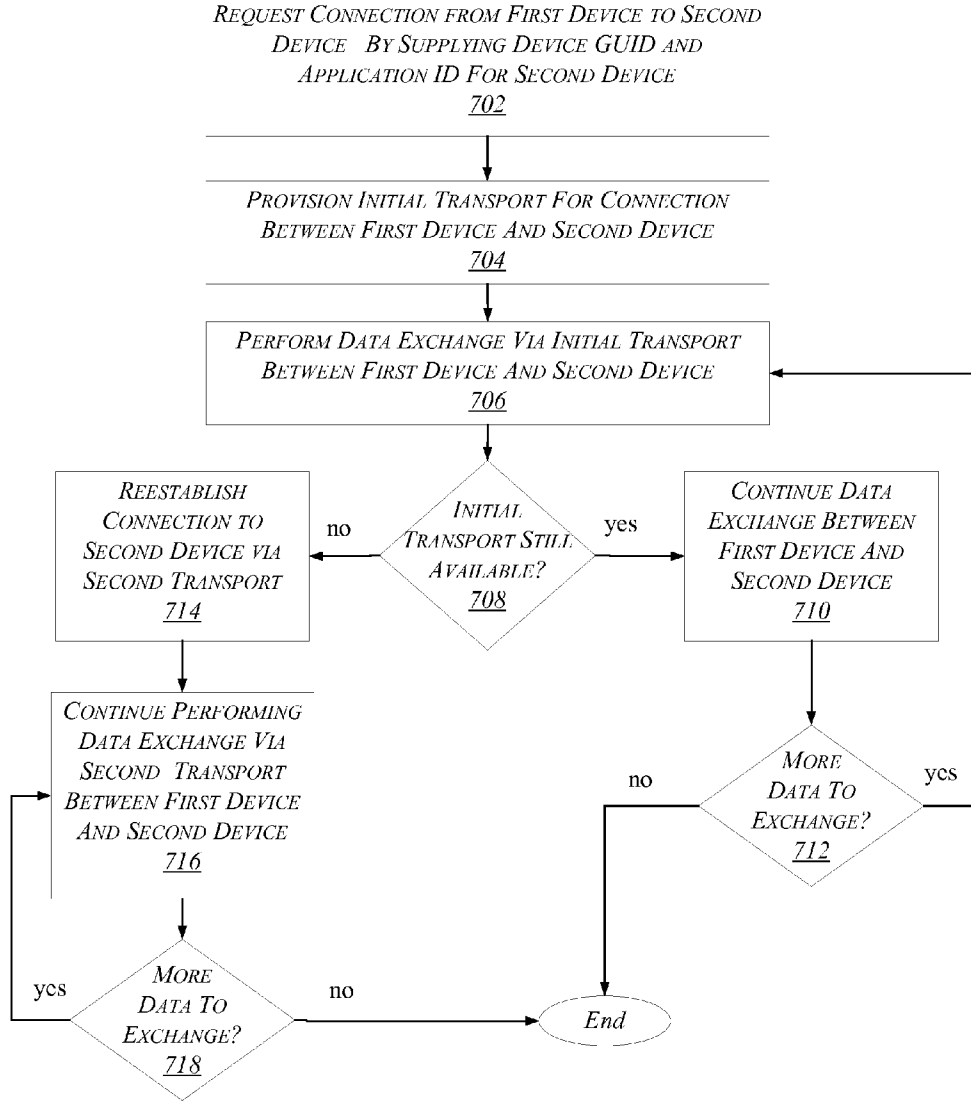 REQUEST CONNECTION FROM FIRST DEVICE TO SECOND
DEVICE BY SUPPLYING DEVICE GUID AND
APPLICATION ID FOR SECOND DEVICE
702
PROVISION INITIAL TRANSPORT FOR CONNECTION
BETWEEN FIRST DEVICE AND SECOND DEVICE
704
PERFORM DATA EXCHANGE VIA INITIAL TRANSPORT
BETWEEN FIRST DEVICE AND SECOND DEVICE
706
INITIAL
TRANSPORT STILL
AVAILABLE?
708
no
yes
REESTABLISH
CONNECTION TO
SECOND DEVICE VIA
SECOND TRANSPORT
714
CONTINUE DATA
EXCHANGE BETWEEN
FIRST DEVICE AND
SECOND DEVICE
710
CONTINUE PERFORMING
DATA EXCHANGE VIA
SECOND TRANSPORT
BETWEEN FIRST DEVICE
AND SECOND DEVICE
716
MORE
DATA TO
EXCHANGE?
712
no
yes
MORE
DATA TO
EXCHANGE?
718
yes
no
End